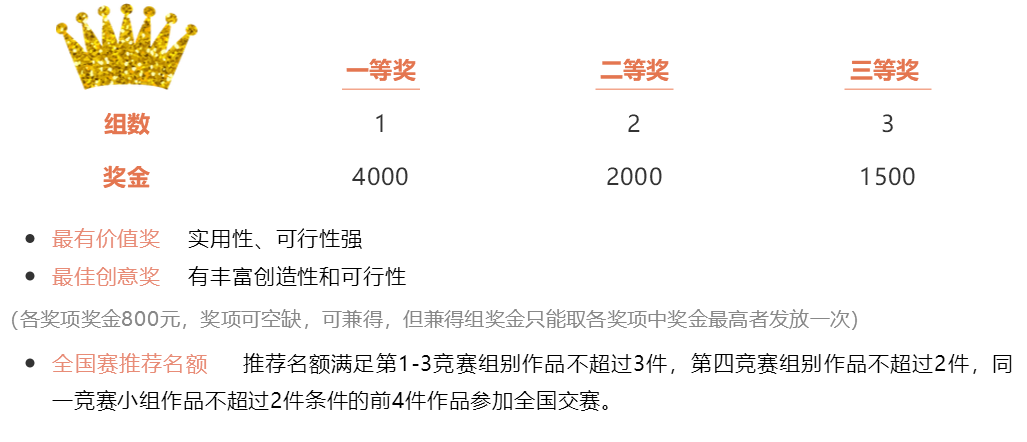 一等奖 二等奖 三等奖
组数 1 2 3
奖金 4000 2000 1500
最有价值奖 实用性、可行性强
最佳创意奖 有丰富创造性和可行性
(各奖项奖金800元，奖项可空缺，可兼得，但兼得组奖金只能取各奖项中奖金最高者发放一次)
全国赛推荐名额 推荐名额满足第1-3竞赛组别作品不超过3件，第四竞赛组别作品不超过2件，同
一竞赛小组作品不超过2件条件的前4件作品参加全国交赛。